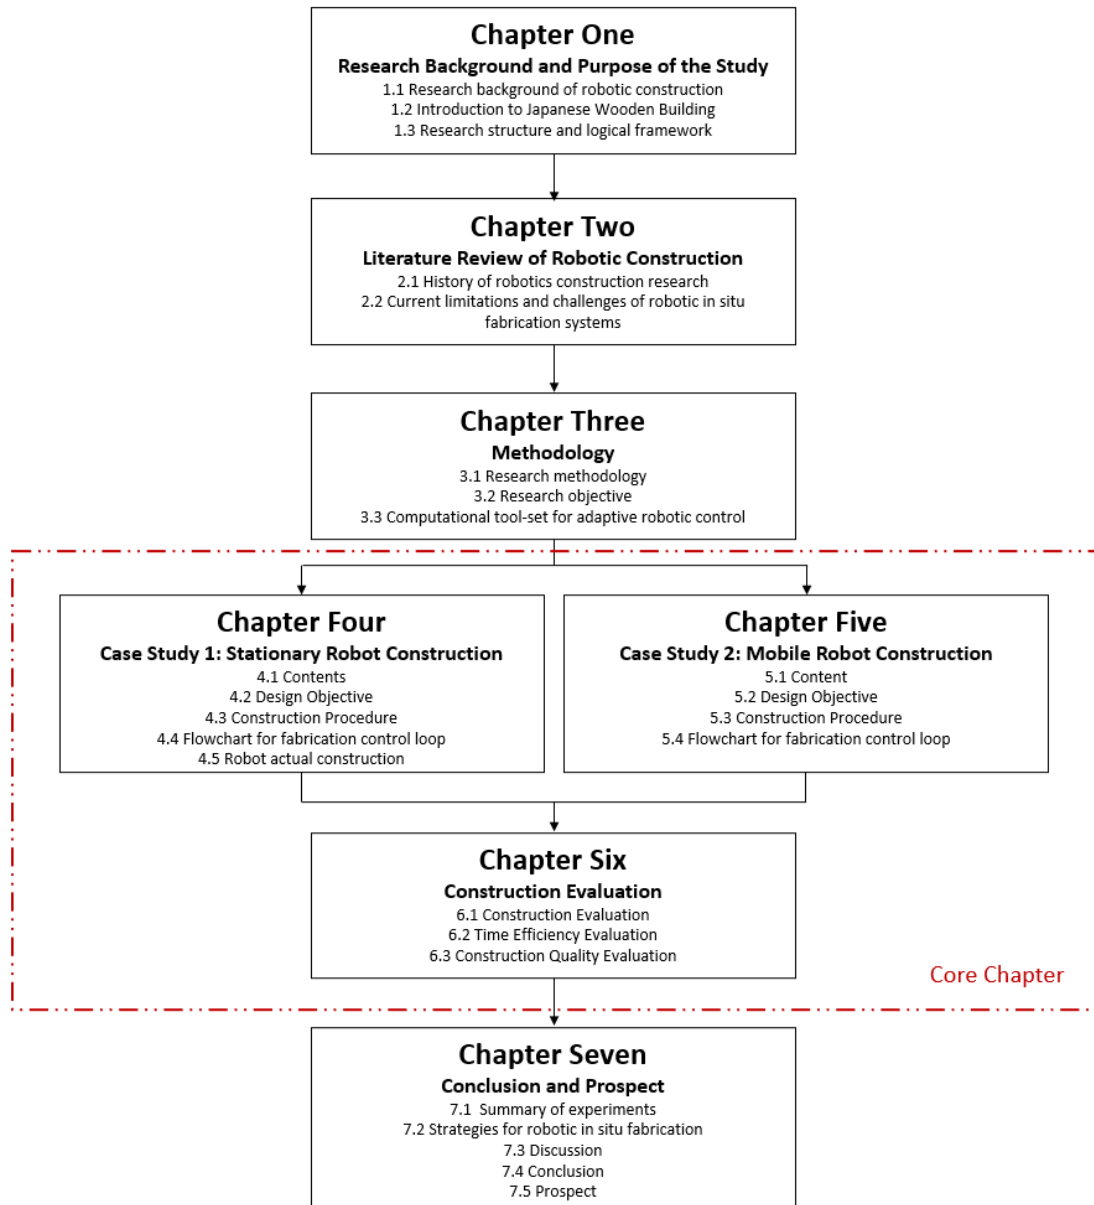 Chapter One
Research Background and Purpose of the Study
1.1 Research background of robotic construction
1.2 Introduction to Japanese Wooden Building
1.3 Research structure and logical framework
Chapter Two
Literature Review of Robotic Construction
2.1 History of robotics construction research
2.2 Current limitations and challenges of robotic in situ
fabrication systems
Chapter Three
Methodology
3.1 Research methodology
3.2 Research objective
3.3 Computational tool-set for adaptive robotic control
Chapter Four
Case Study 1: Stationary Robot Construction
4.1 Contents
4.2 Design Objective
4.3 Construction Procedure
4.4 Flowchart for fabrication control loop
4.5 Robot actual construction
Chapter Five
Case Study 2: Mobile Robot Construction
5.1 Content
5.2 Design Objective
5.3 Construction Procedure
5.4 Flowchart for fabrication control loop
Chapter Six
Construction Evaluation
6.1 Construction Evaluation
6.2 Time Efficiency Evaluation
6.3 Construction Quality Evaluation
Core Chapter
Chapter Seven
Conclusion and Prospect
7.1 Summary of experiments
7.2 Strategies for robotic in situ fabrication
7.3 Discussion
7.4 Conclusion
7.5 Prospect